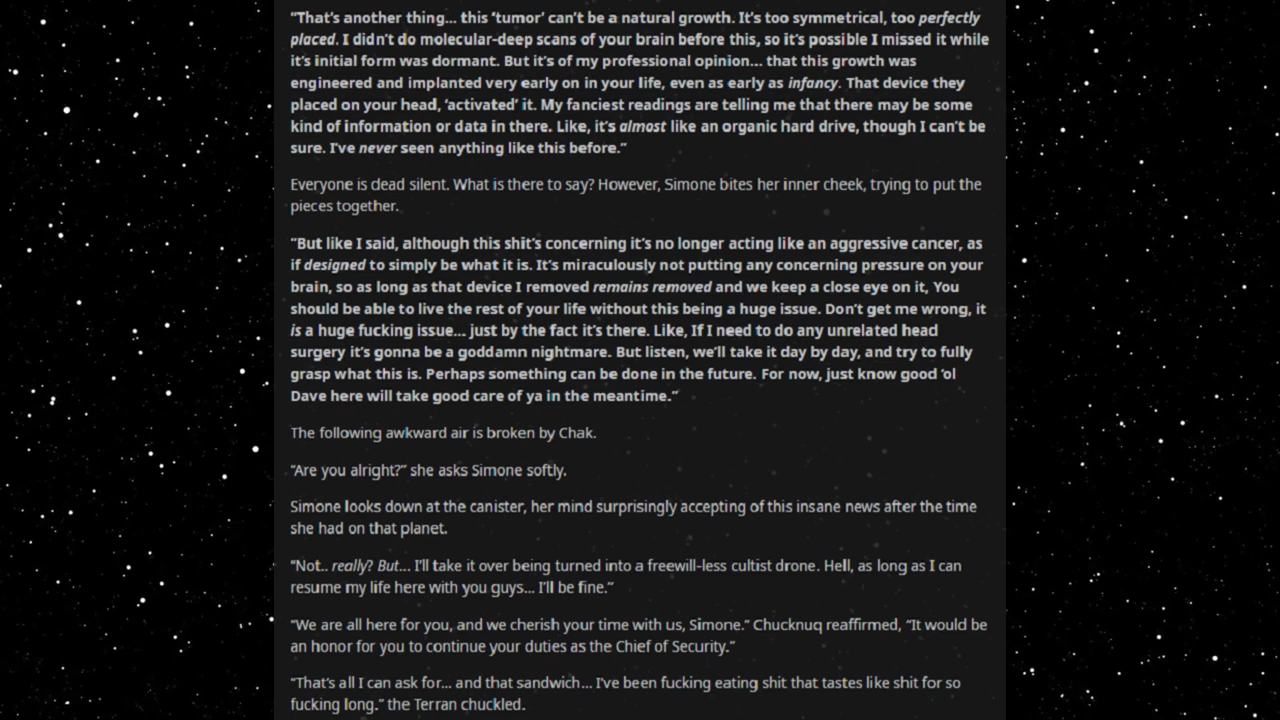 “That’s another thing… this ‘tumor’ can’t be a natural growth. It’s too symmetrical, too perfectly
placed. I didn’t do molecular-deep scans of your brain before this, so it’s possible I missed it while
it’s initial form was dormant. But it’s of my professional opinion… that this growth was
engineered and implanted very early on in your life, even as early as infancy. That device they
placed on your head, ‘activated’ it. My fanciest readings are telling me that there may be some
kind of information or data in there. Like, it’s almost like an organic hard drive, though I can’t be
sure. I’ve never seen anything like this before.”
Everyone is dead silent. What is there to say? However, Simone bites her inner cheek, trying to put the
pieces together.
“But like I said, although this shit’s concerning it’s no longer acting like an aggressive cancer, as
if designed to simply be what it is. It’s miraculously not putting any concerning pressure on your
brain, so as long as that device I removed remains removed and we keep a close eye on it, You
should be able to live the rest of your life without this being a huge issue. Don’t get me wrong, it
is a huge fucking issue… just by the fact it’s there. Like, If I need to do any unrelated head
surgery it’s gonna be a goddamn nightmare. But listen, we’ll take it day by day, and try to fully
grasp what this is. Perhaps something can be done in the future. For now, just know good ‘ol
Dave here will take good care of ya in the meantime.”
The following awkward air is broken by Chak.
“Are you alright?” she asks Simone softly.
Simone looks down at the canister, her mind surprisingly accepting of this insane news after the time
she had on that planet.
“Not.. really? But… I’ll take it over being turned into a freewill-less cultist drone. Hell, as long as I can
resume my life here with you guys… I’ll be fine.”
“We are all here for you, and we cherish your time with us, Simone.” Chucknuq reaffirmed, “It would be
an honor for you to continue your duties as the Chief of Security.”
“That’s all I can ask for… and that sandwich… I’ve been fucking eating shit that tastes like shit for so
fucking long.” the Terran chuckled.